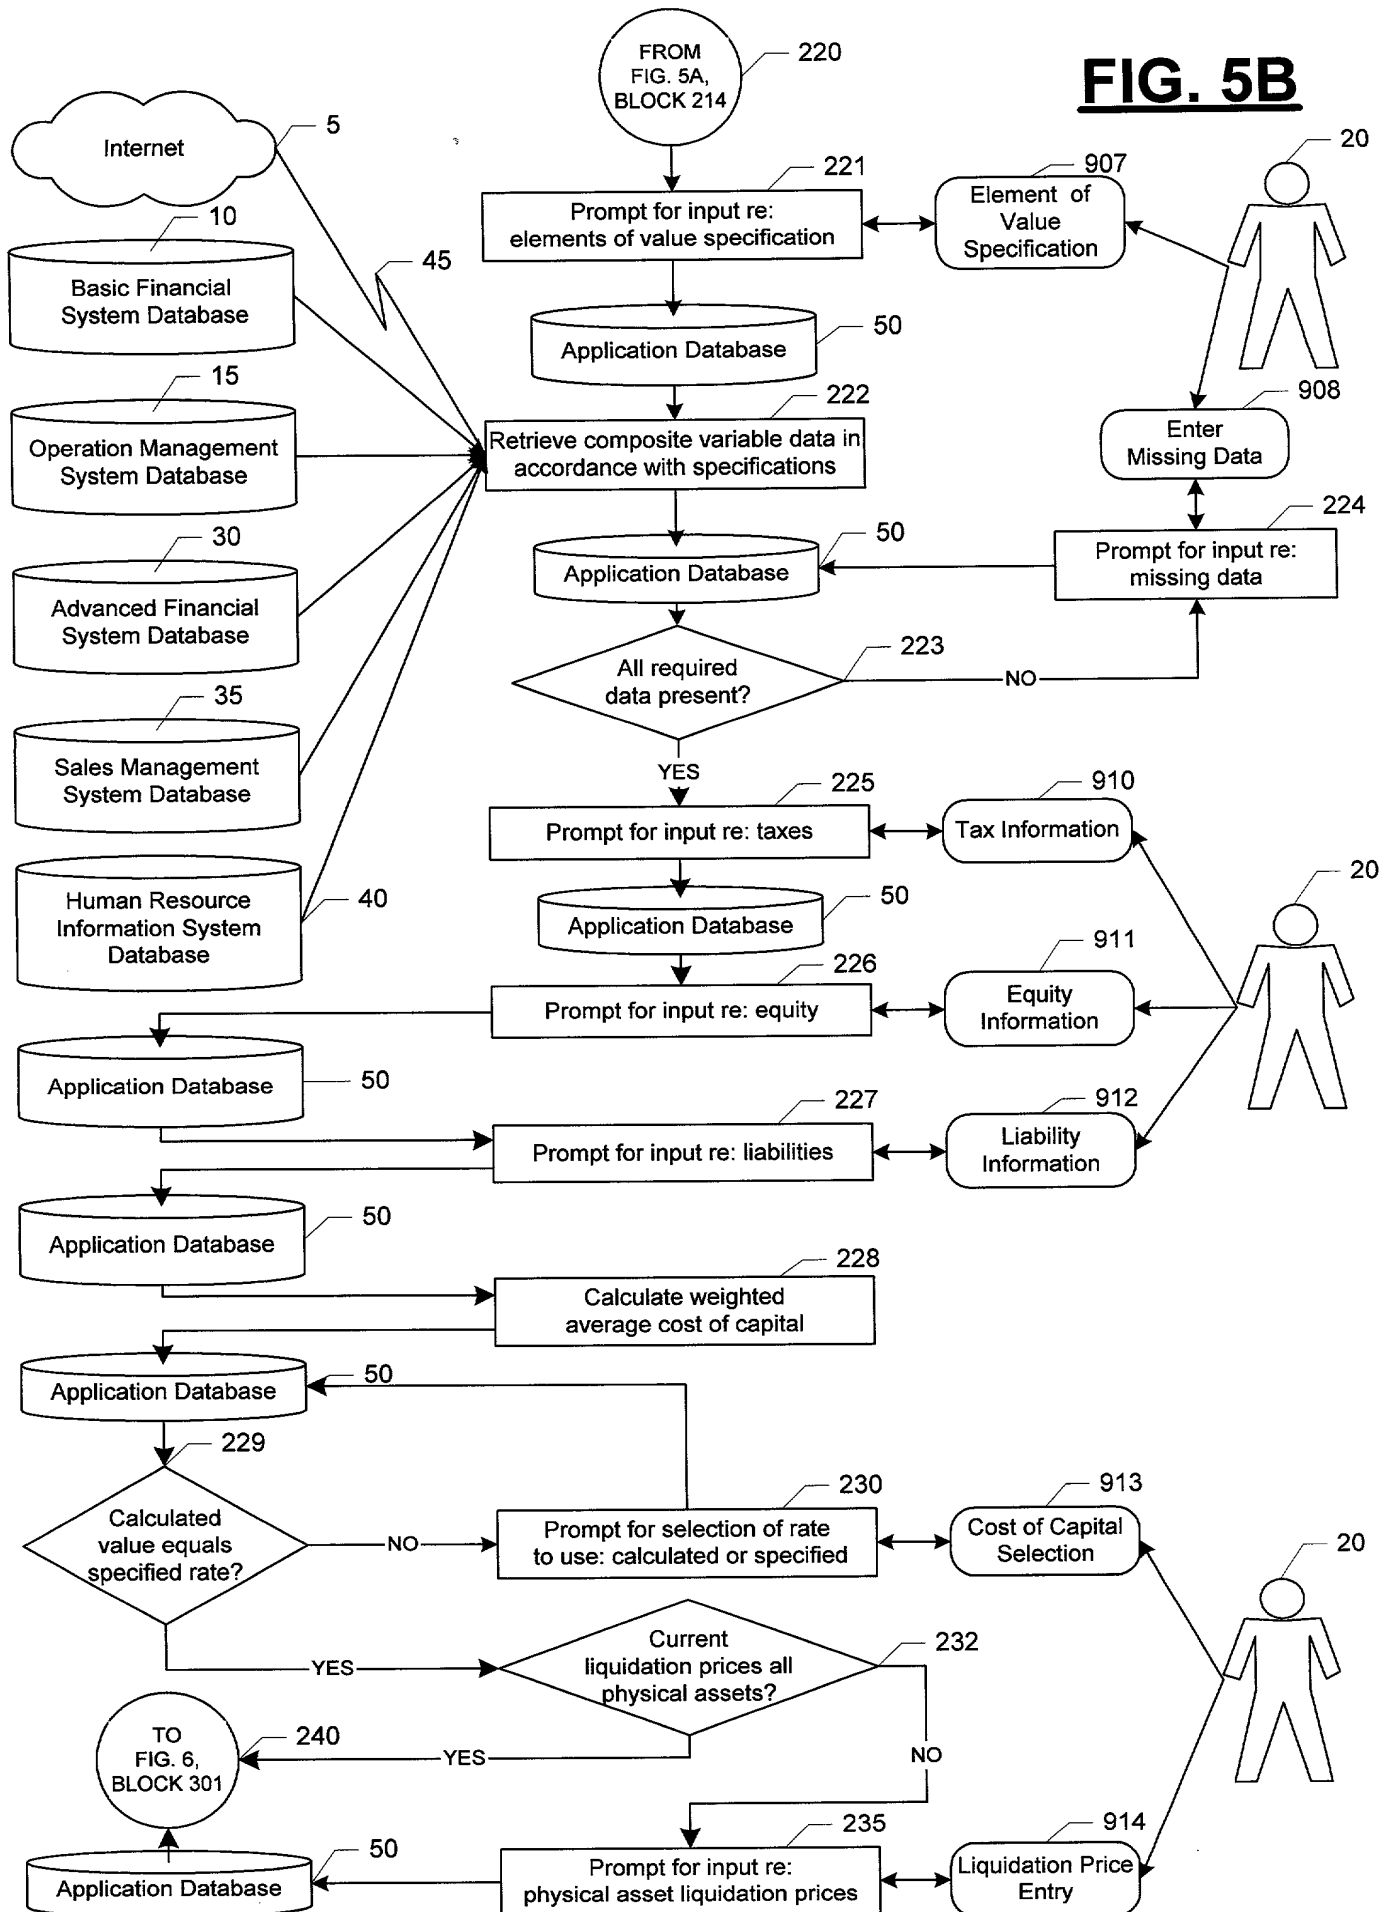 FROM
FIG. 5A,
BLOCK 214
220
FIG. 5B
Internet
5
221
Prompt for input re:
elements of value specification
907
Element of
Value
Specification
20
10
Basic Financial
System Database
45
Application Database
50
15
Operation Management
System Database
222
Retrieve composite variable data in
accordance with specifications
908
Enter
Missing Data
30
Advanced Financial
System Database
Application Database
50
224
Prompt for input re:
missing data
223
All required
data present?
NO
YES
35
Sales Management
System Database
225
Prompt for input re: taxes
910
Tax Information
40
Human Resource
Information System
Database
Application Database
50
20
226
Prompt for input re: equity
911
Equity
Information
Application Database
50
227
Prompt for input re: liabilities
912
Liability
Information
Application Database
50
228
Calculate weighted
average cost of capital
Application Database
50
229
Calculated
value equals
specified rate?
NO
230
Prompt for selection of rate
to use: calculated or specified
913
Cost of Capital
Selection
20
YES
Current
liquidation prices all
physical assets?
232
TO
FIG. 6,
BLOCK 301
240
YES
NO
235
Prompt for input re:
physical asset liquidation prices
914
Liquidation Price
Entry
Application Database
50